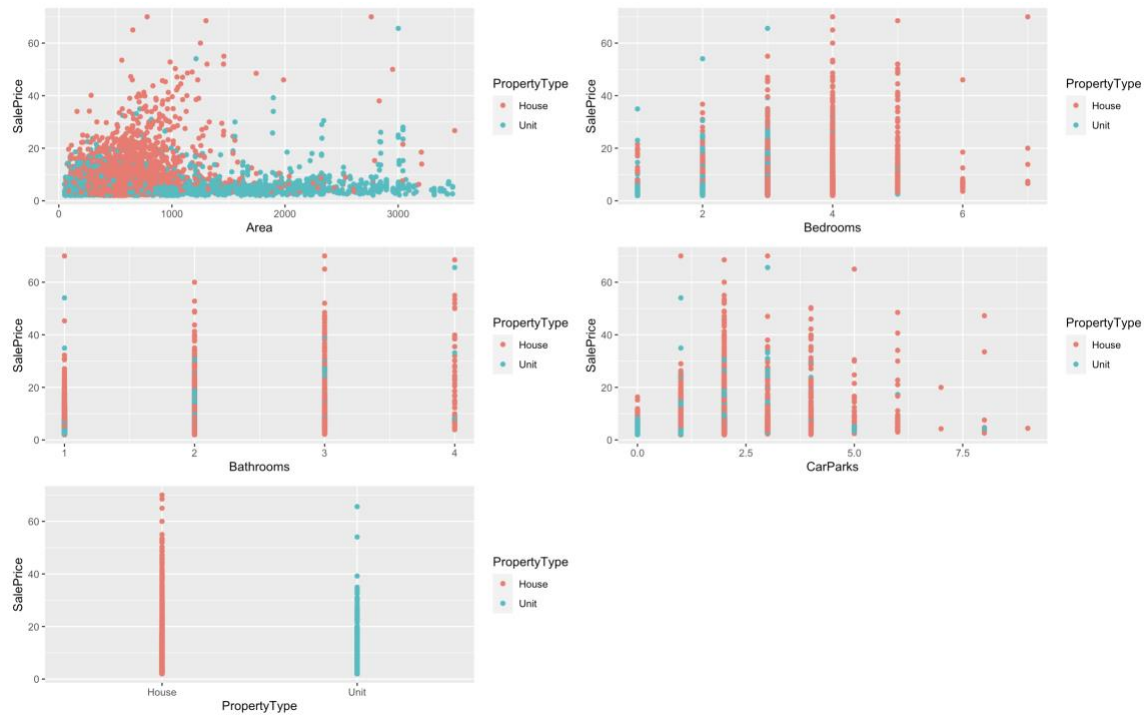 60
40
20
0
SalePrice
0
1000
2000
3000
Area
PropertyType
House
Unit
60
40
20
0
SalePrice
2
4
6
Bedrooms
PropertyType
House
Unit
60
40
20
0
SalePrice
1
2
3
4
Bathrooms
PropertyType
House
Unit
60
40
20
0
SalePrice
0.0
2.5
5.0
7.5
CarParks
PropertyType
House
Unit
60
40
20
0
SalePrice
House
Unit
PropertyType
PropertyType
House
Unit